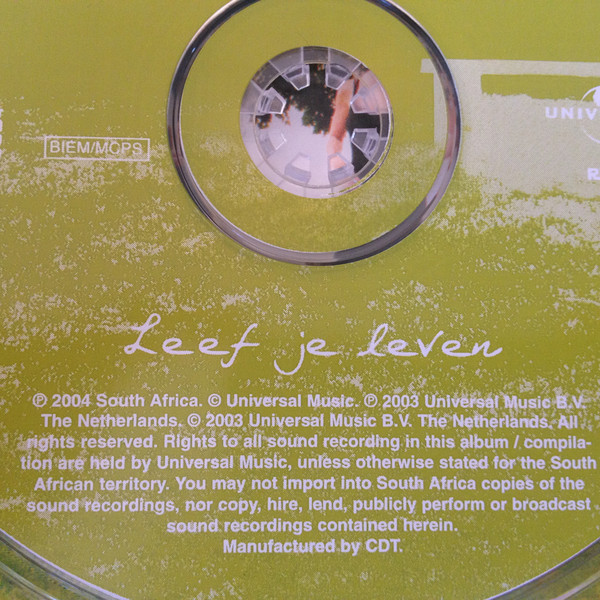 BIEM/MCPS
UNIV
Leef je leven
℗ 2004 South Africa. © Universal Music. ℗ 2003 Universal Music B.V.
The Netherlands. © 2003 Universal Music B.V. The Netherlands. All
rights reserved. Rights to all sound recording in this album / compila-
tion are held by Universal Music, unless otherwise stated for the South
African territory. You may not import into South Africa copies of the
sound recordings, nor copy, hire, lend, publicly perform or broadcast
sound recordings contained herein.
Manufactured by CDT.